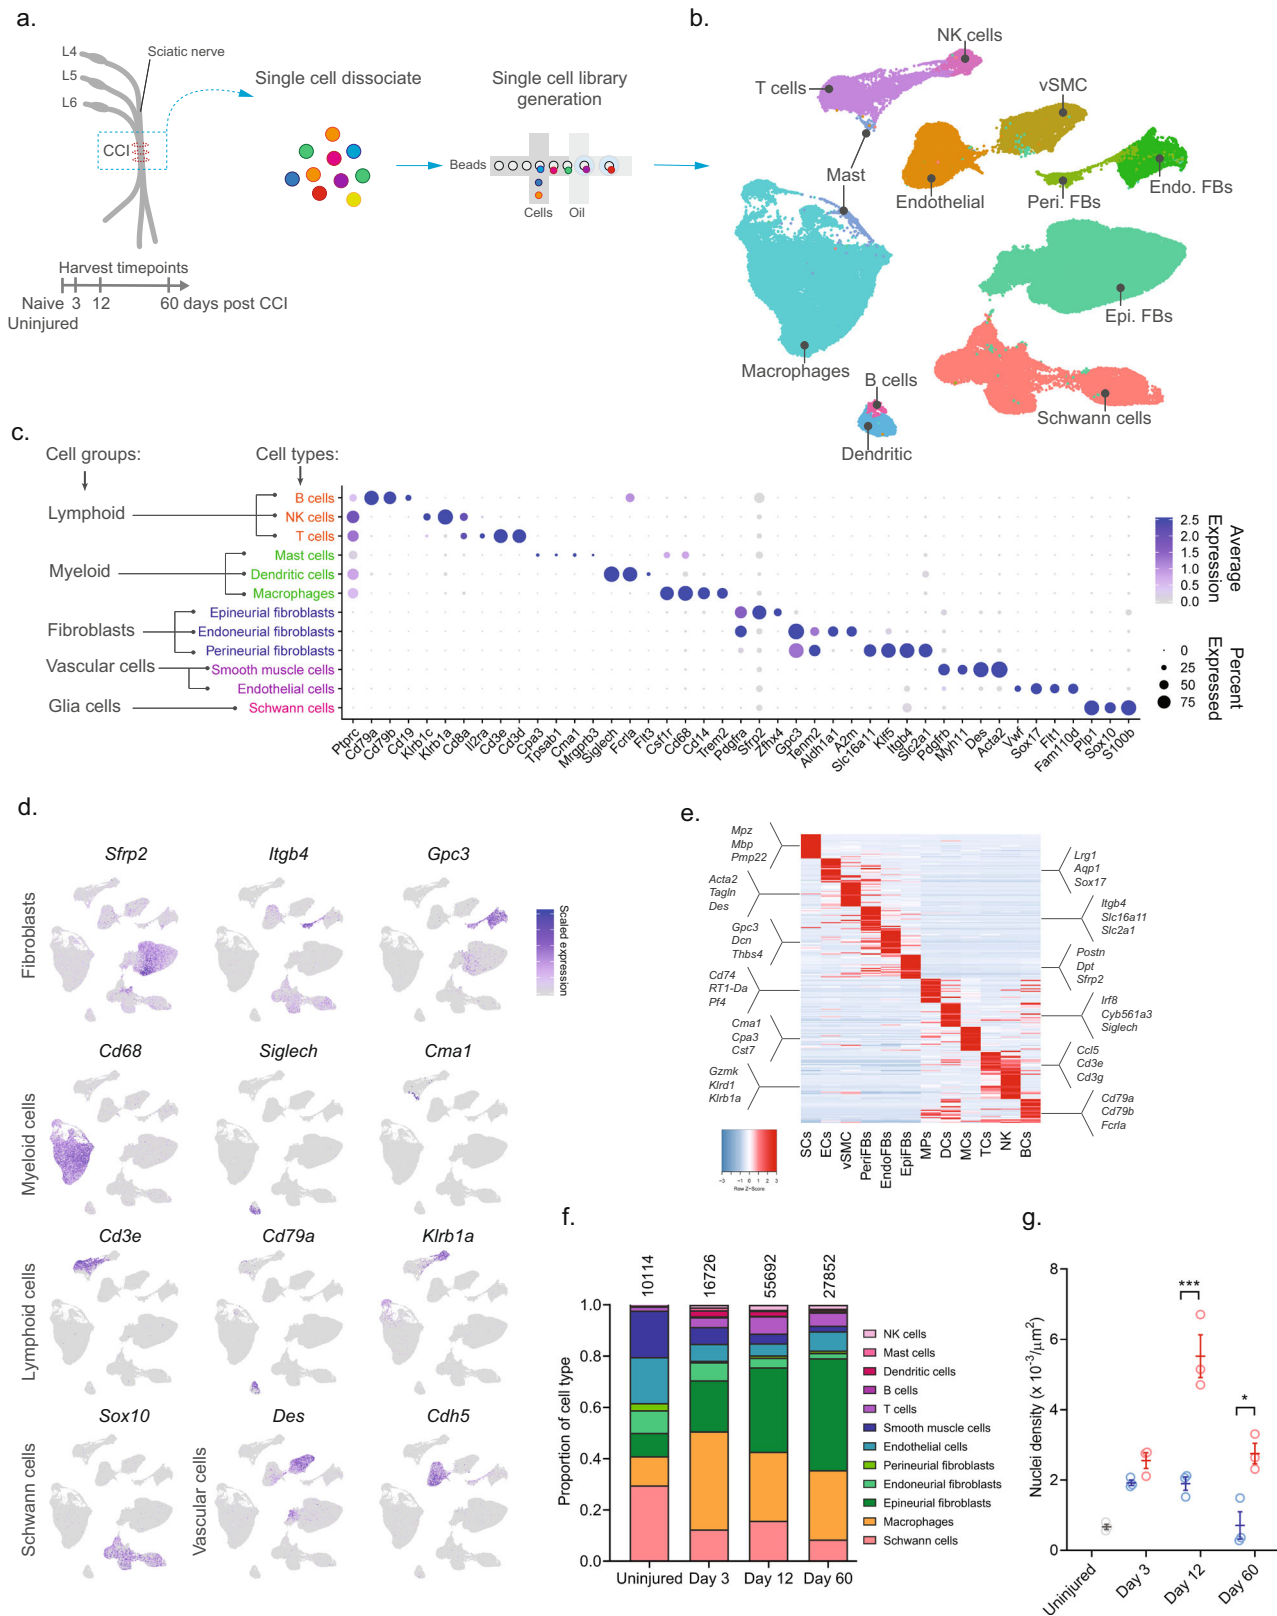 a.
L4
L5
L6
Sciatic nerve
CCI
Harvest timepoints
Naive 3 12 60 days post CCI
Uninjured
Single cell dissociate
Single cell library
generation
Beads
Cells Oil
b.
NK cells
T cells
vSMC
Mast
Endothelial
Peri. FBs
Endo. FBs
Epi. FBs
Macrophages
B cells
Schwann cells
Dendritic
c.
Cell groups:
Cell types:
Lymphoid
Myeloid
Fibroblasts
Vascular cells
Glia cells
B cells
NK cells
T cells
Mast cells
Dendritic cells
Macrophages
Epineurial fibroblasts
Endoneurial fibroblasts
Perineurial fibroblasts
Smooth muscle cells
Endothelial cells
Schwann cells
Ptprc
Cd79a
Cd79b
Cd19
Klrb1c
Klrb1a
Cd8a
Il2ra
Cd3e
Cd3d
Cpa3
Tpsab1
Cma1
Mrgprb3
Siglech
Fcrla
Flt3
Csf1r
Cd68
Cd14
Trem2
Pdgfra
Sfrp2
Zfhx4
Gpc3
Tenm2
Aldh1a1
A2m
Slc16a11
Klf5
Itgb4
Slc2a1
Pdgfrb
Myh11
Des
Acta2
Vwf
Sox17
Flt1
Fam110d
Plp1
Sox10
S100b
2.5
2.0
1.5
1.0
0.5
0.0
Average
Expression
0
25
50
75
Percent
Expressed
d.
Fibroblasts
Sfrp2
Itgb4
Gpc3
Scaled expression
Myeloid cells
Cd68
Siglech
Cma1
Lymphoid cells
Cd3e
Cd79a
Klrb1a
Schwann cells
Sox10
Vascular cells
Des
Cdh5
e.
Mpz
Mbp
Pmp22
Acta2
Tagln
Des
Gpc3
Dcn
Thbs4
Cd74
RT1-Da
Pf4
Cma1
Cpa3
Cst7
Gzmk
Klrd1
Klrb1a
Lrg1
Aqp1
Sox17
Itgb4
Slc16a11
Slc2a1
Postn
Dpt
Sfrp2
Irf8
Cyb561a3
Siglech
Ccl5
Cd3e
Cd3g
Cd79a
Cd79b
Fcrla
SCs
ECs
vSMC
PeriFBs
EndoFBs
EpiFBs
MPs
DCs
MCs
TCs
NK
BCs
−3 −1 0 1 2 3
Row Z−Score
f.
10114
16726
55692
27852
Proportion of cell type
1.0
0.8
0.6
0.4
0.2
0.0
Uninjured Day 3 Day 12 Day 60
NK cells
Mast cells
Dendritic cells
B cells
T cells
Smooth muscle cells
Endothelial cells
Perineurial fibroblasts
Endoneurial fibroblasts
Epineurial fibroblasts
Macrophages
Schwann cells
g.
Nuclei density (x 10⁻³/μm²)
8
6
4
2
0
***
*
Uninjured
Day 3
Day 12
Day 60